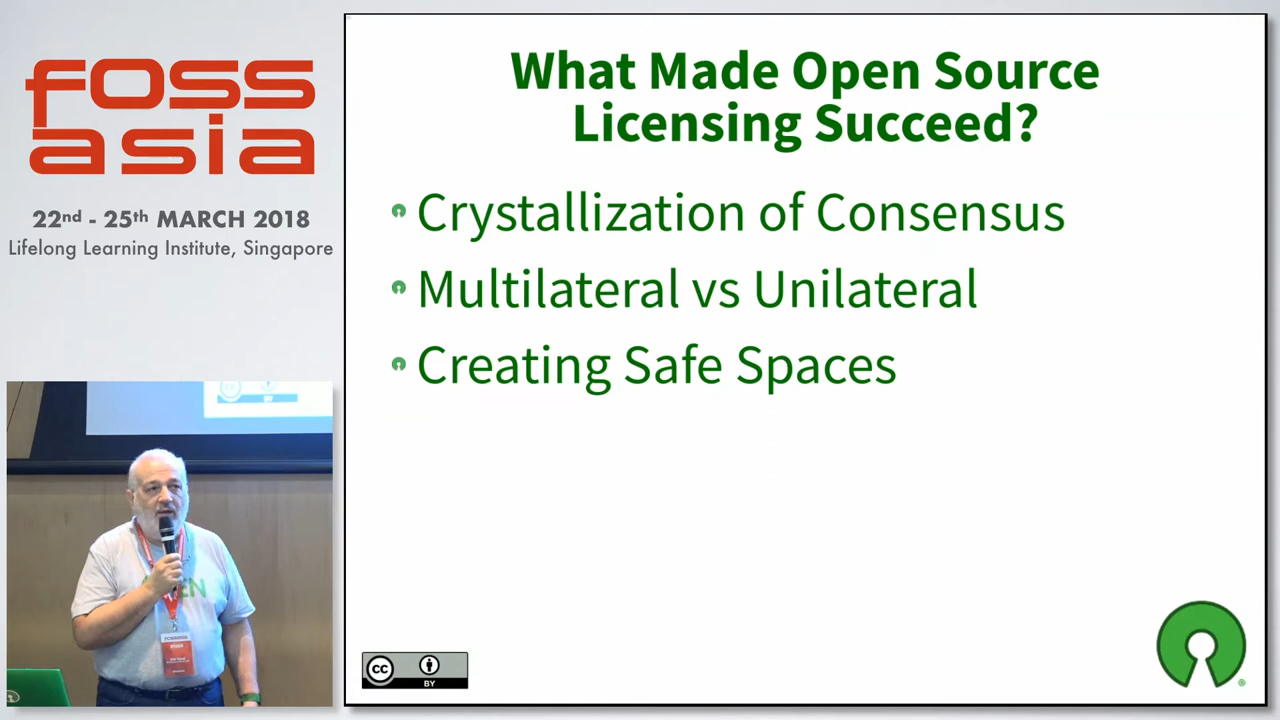 foss
asia
22nd - 25th MARCH 2018
Lifelong Learning Institute, Singapore
What Made Open Source
Licensing Succeed?
Crystallization of Consensus
Multilateral vs Unilateral
Creating Safe Spaces
CC
BY